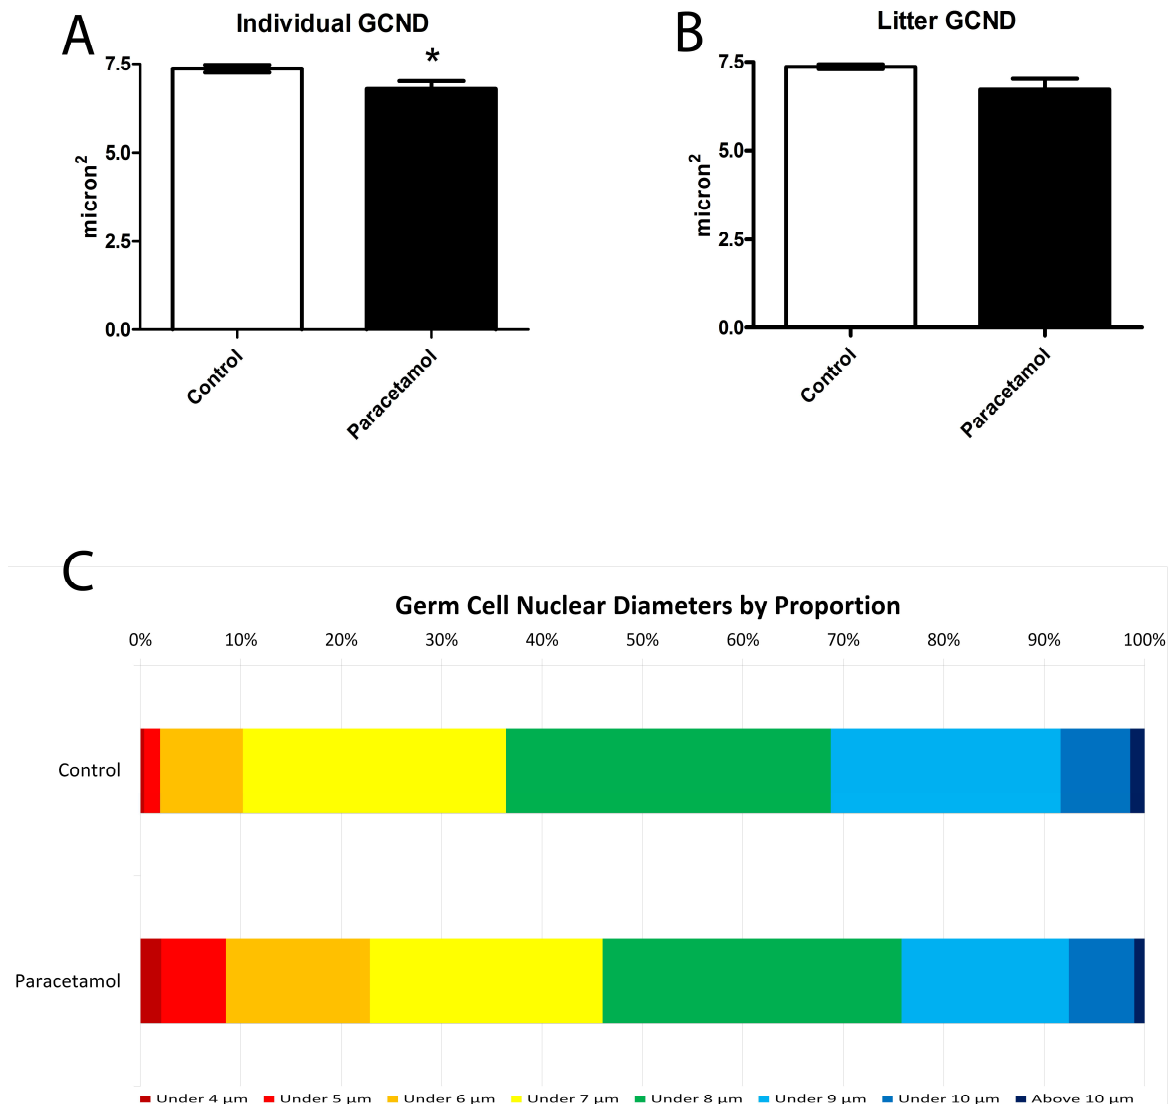 A
Individual GCND
*
7.5
5.0
2.5
0.0
micron²
Control
Paracetamol
B
Litter GCND
7.5
5.0
2.5
0.0
micron²
Control
Paracetamol
C
Germ Cell Nuclear Diameters by Proportion
0% 10% 20% 30% 40% 50% 60% 70% 80% 90% 100%
Control
Paracetamol
Under 4 µm Under 5 µm Under 6 µm Under 7 µm Under 8 µm Under 9 µm Under 10 µm Above 10 µm